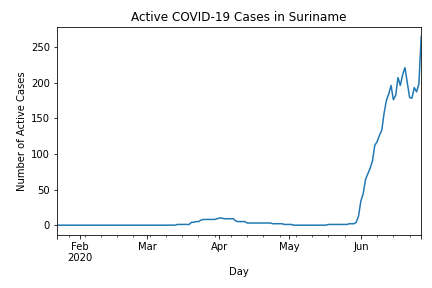 Active COVID-19 Cases in Suriname
Number of Active Cases
250
200
150
100
50
0
Feb
2020
Mar
Apr
May
Jun
Day